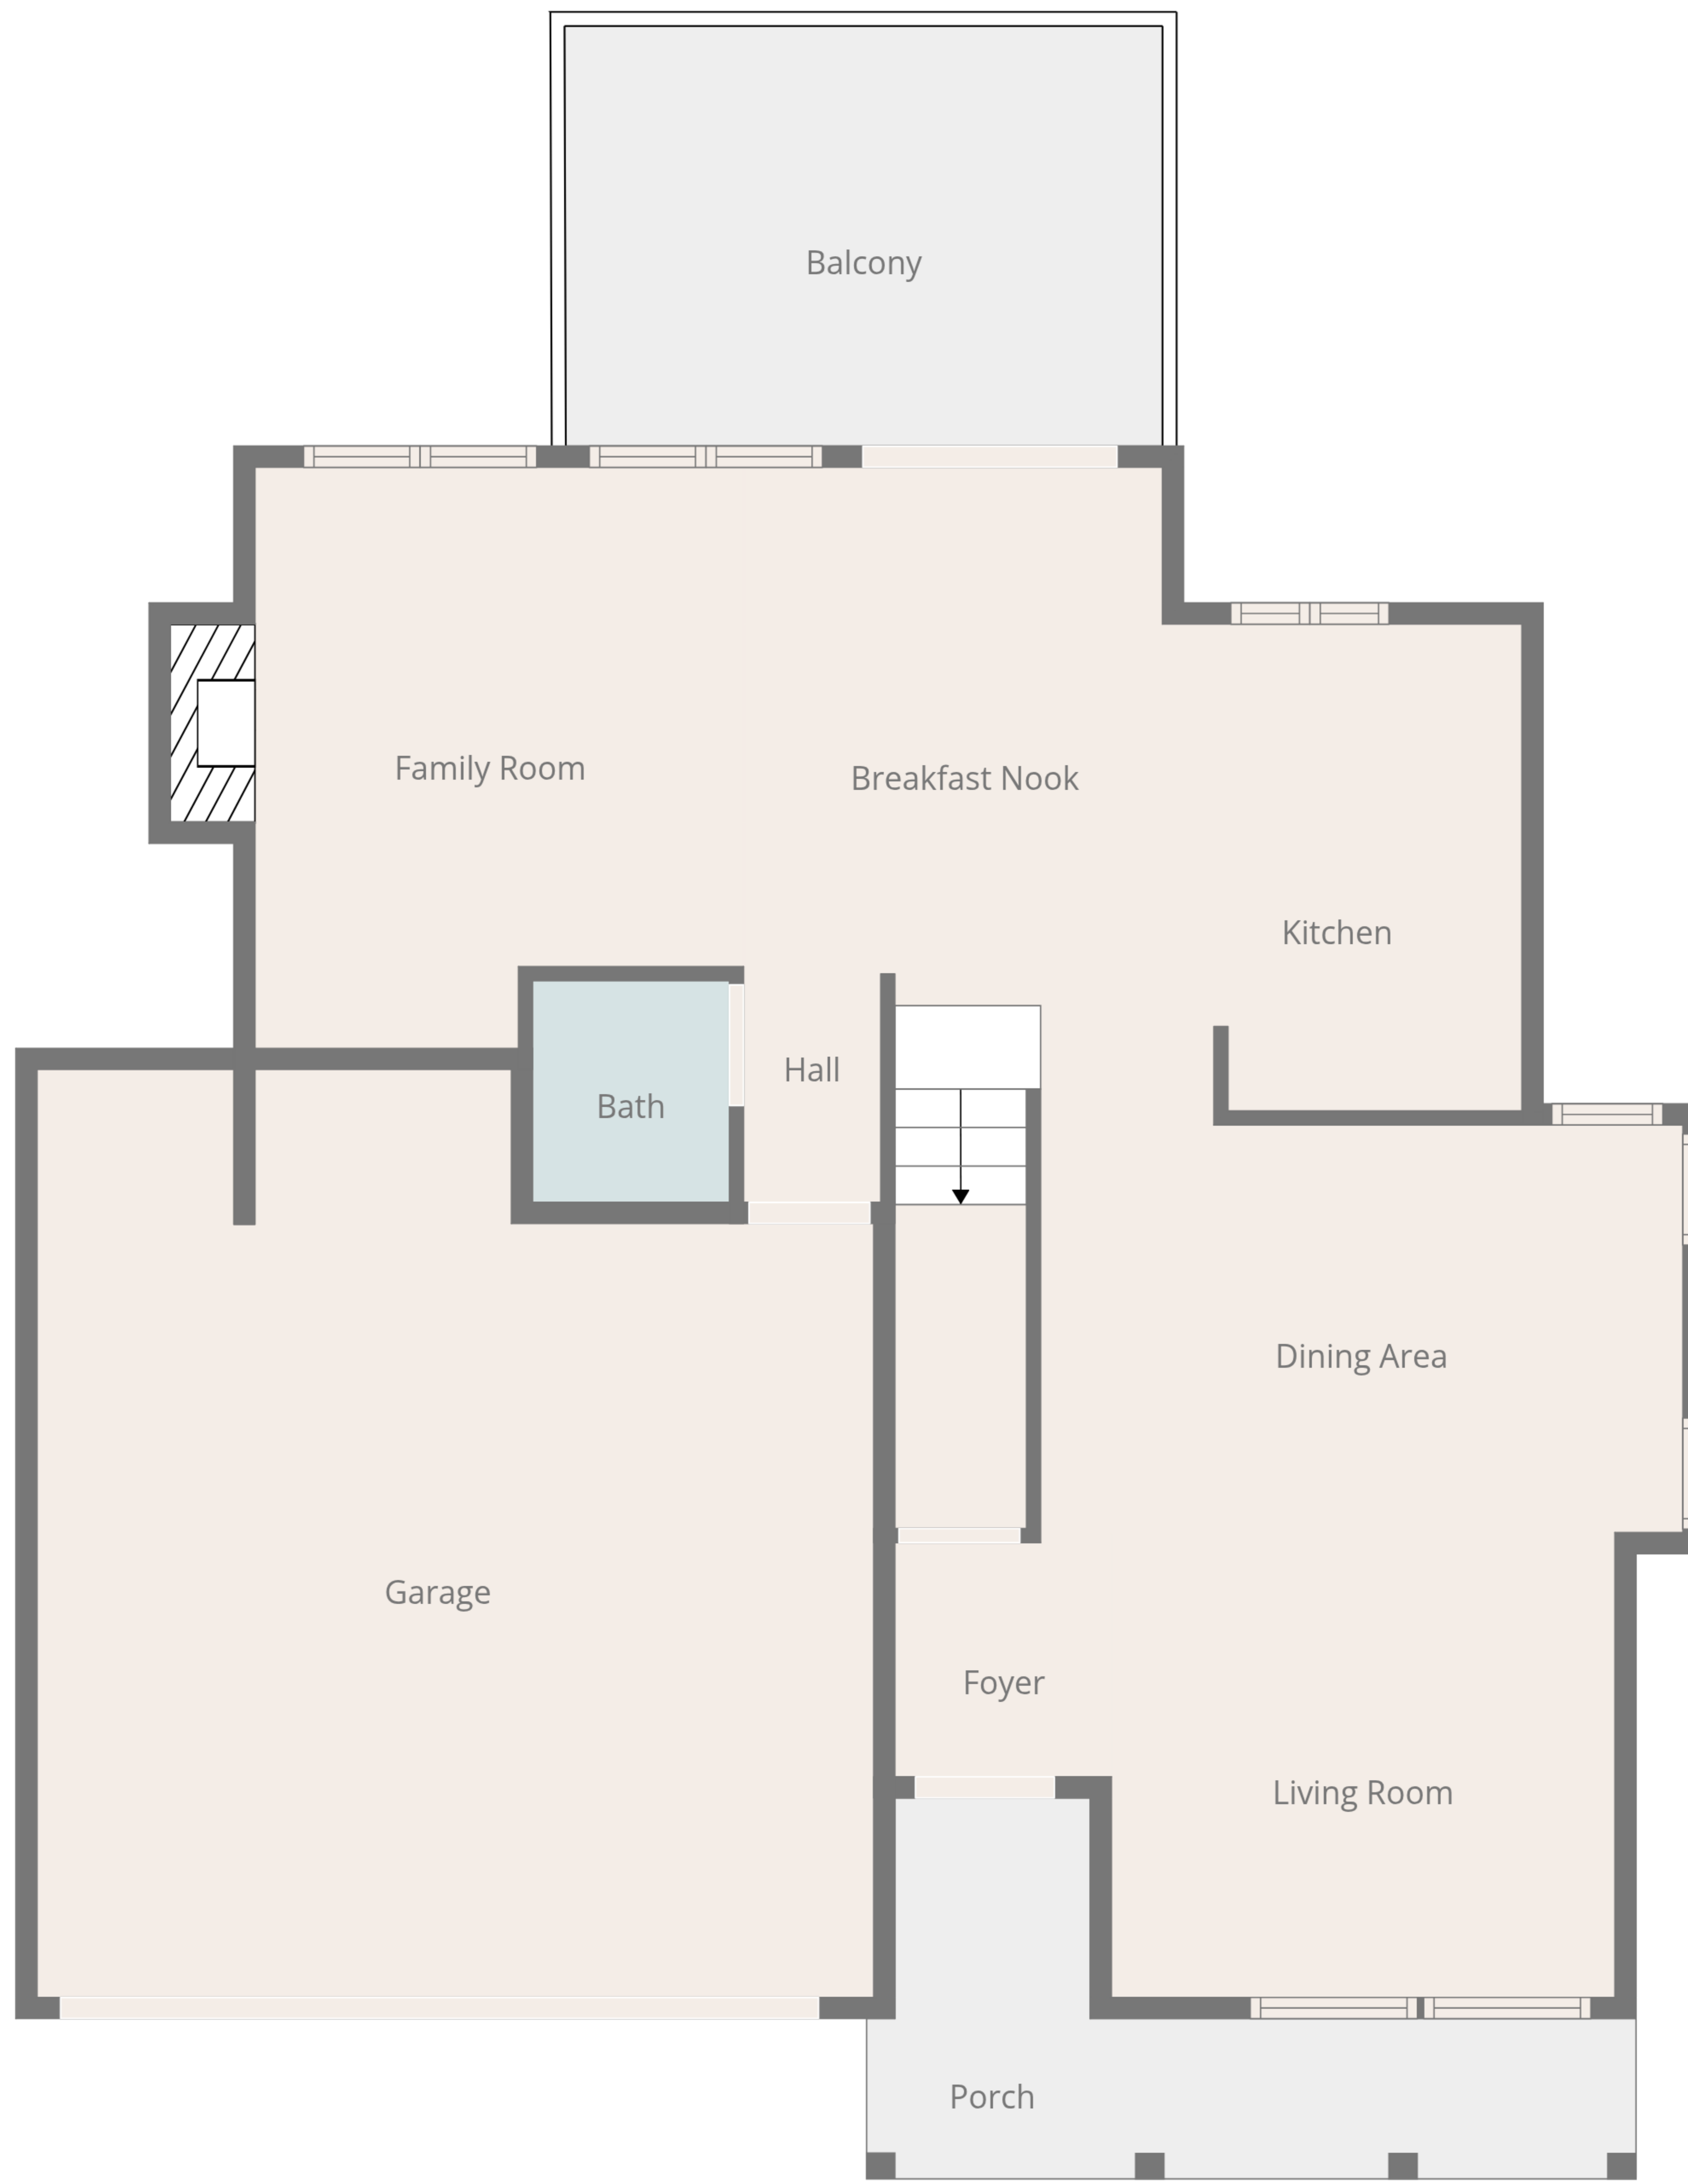 Balcony
Family Room
Breakfast Nook
Kitchen
Hall
Bath
Dining Area
Garage
Foyer
Living Room
Porch